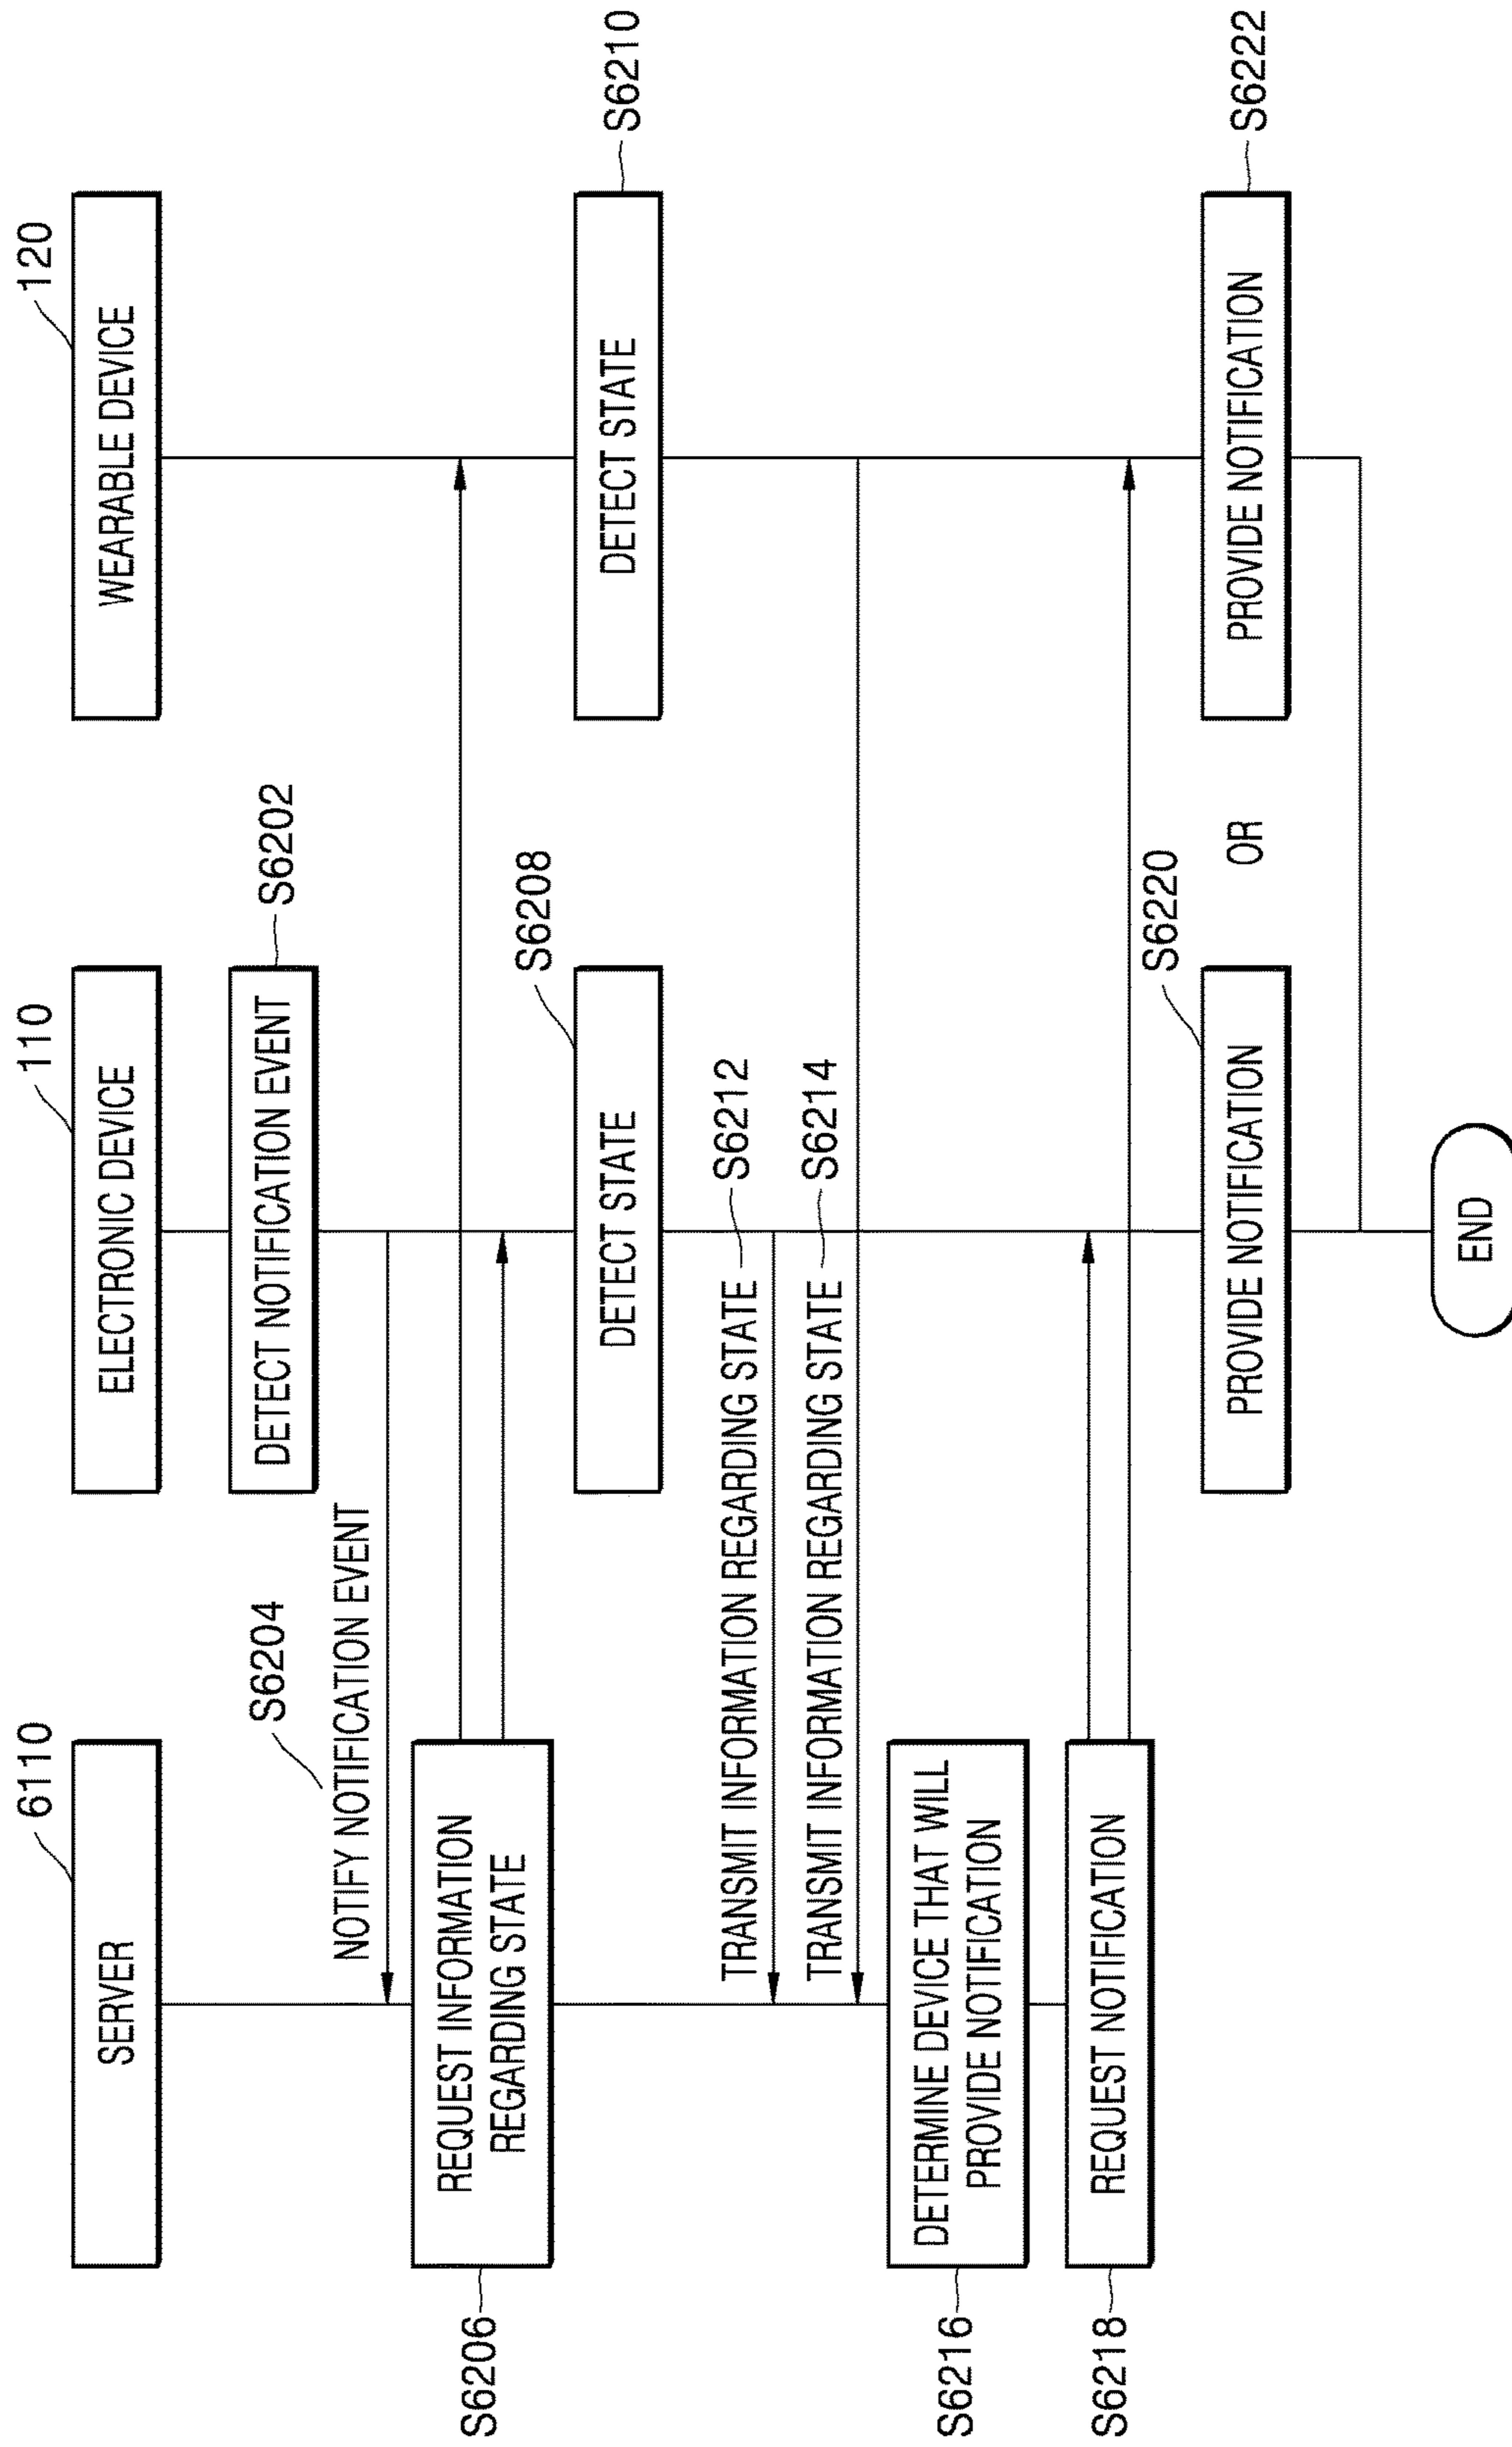 6110
110
120
SERVER
ELECTRONIC DEVICE
WEARABLE DEVICE
DETECT NOTIFICATION EVENT
S6202
S6204
NOTIFY NOTIFICATION EVENT
S6206
REQUEST INFORMATION
REGARDING STATE
S6208
DETECT STATE
DETECT STATE
S6210
TRANSMIT INFORMATION REGARDING STATE
S6212
TRANSMIT INFORMATION REGARDING STATE
S6214
S6216
DETERMINE DEVICE THAT WILL
PROVIDE NOTIFICATION
S6218
REQUEST NOTIFICATION
S6220
PROVIDE NOTIFICATION
OR
PROVIDE NOTIFICATION
S6222
END